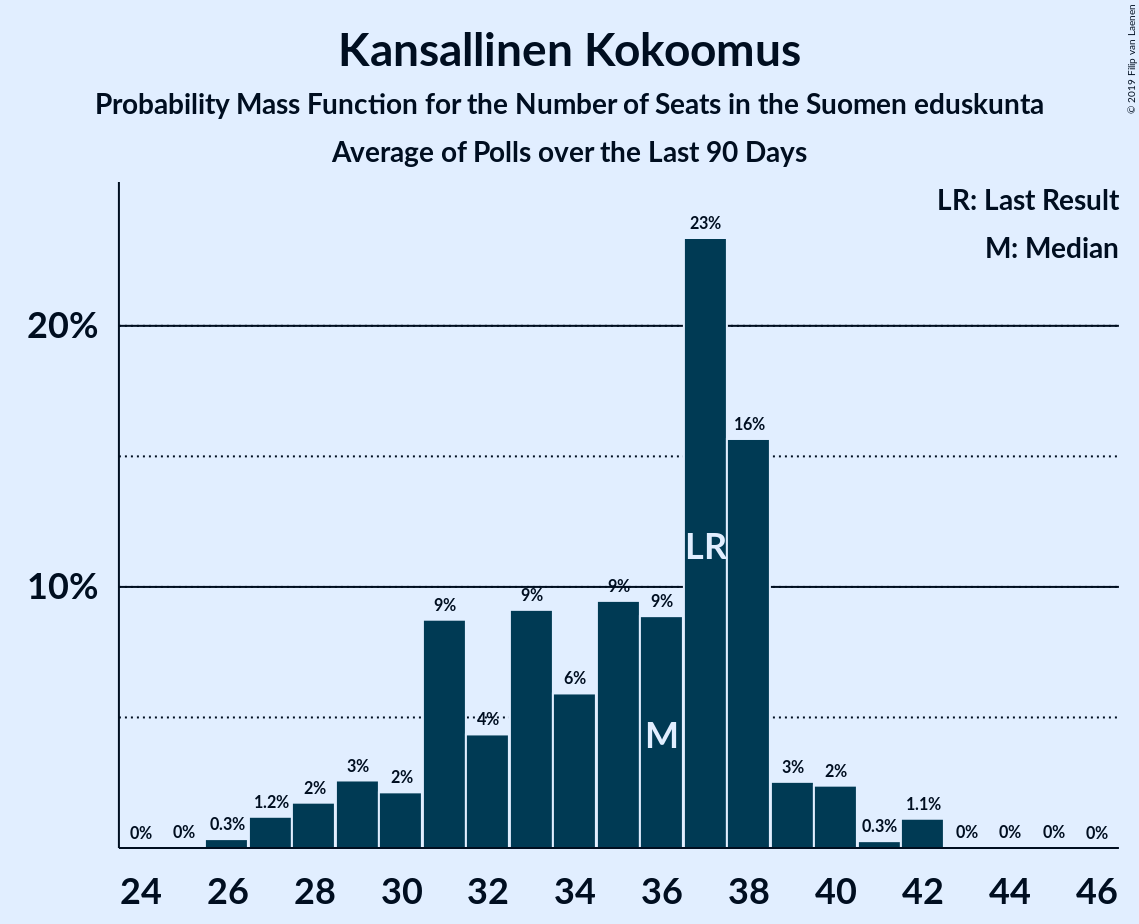 Kansallinen Kokoomus
Probability Mass Function for the Number of Seats in the Suomen eduskunta
Average of Polls over the Last 90 Days
© 2019 Filip van Laenen
LR: Last Result
M: Median
20%
10%
0% 0% 0.3% 1.2% 2% 3% 2% 9% 4% 9% 6% 9% 9% 23% 16% 3% 2% 0.3% 1.1% 0% 0% 0% 0%
LR
M
24 26 28 30 32 34 36 38 40 42 44 46